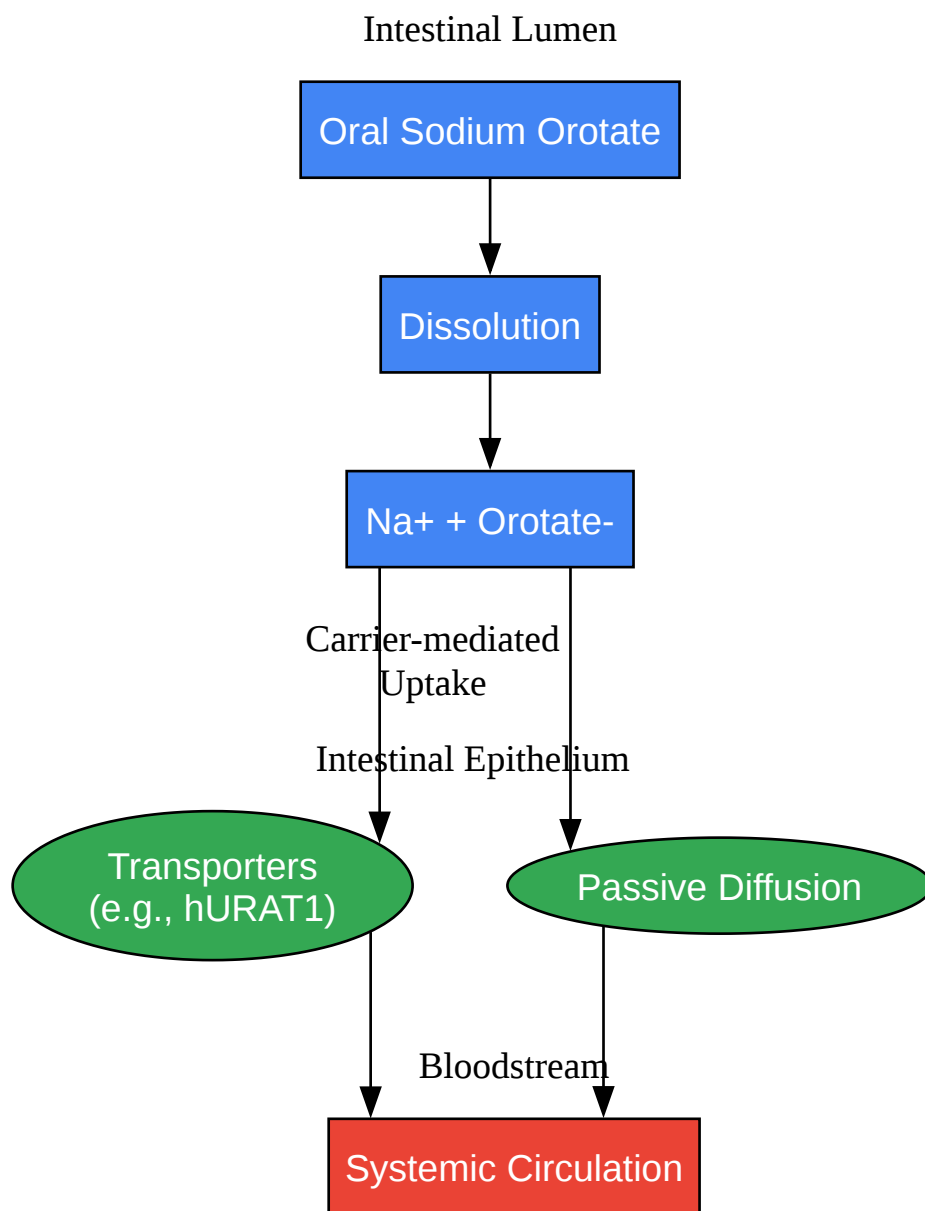 Intestinal Lumen
Oral Sodium Orotate
Dissolution
Na+ + Orotate-
Carrier-mediated
Uptake
Intestinal Epithelium
Transporters
(e.g., hURAT1)
Passive Diffusion
Bloodstream
Systemic Circulation